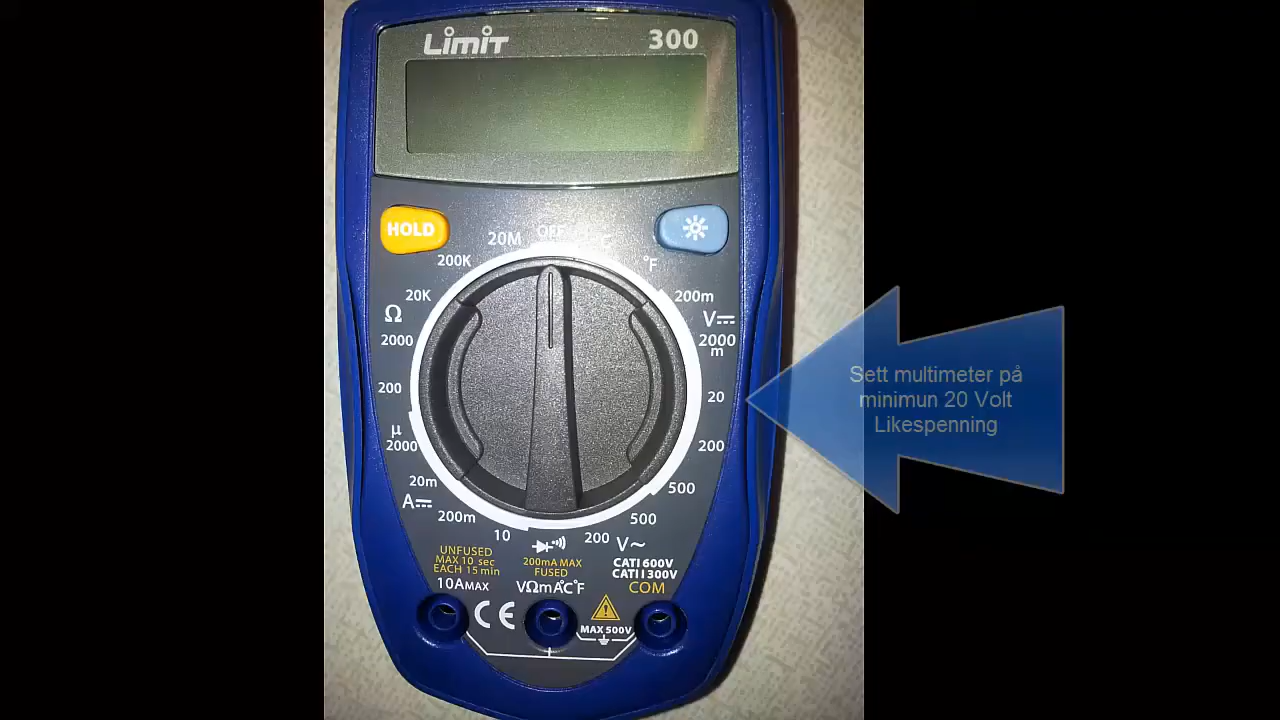 LIMIT 300
HOLD
OFF
20M
200K
°F
20K
200m
Ω
V⎓
2000
2000
m
200
20
μ
2000
200
20m
500
A⎓
200m
500
10
200 V~
UNFUSED
MAX 10 sec
EACH 15 min
200mA MAX
FUSED
CAT I 600V
CAT I I 300V
10AMAX
VΩmA°C°F
COM
CE
MAX 500V
Sett multimeter på
minimun 20 Volt
Likespenning